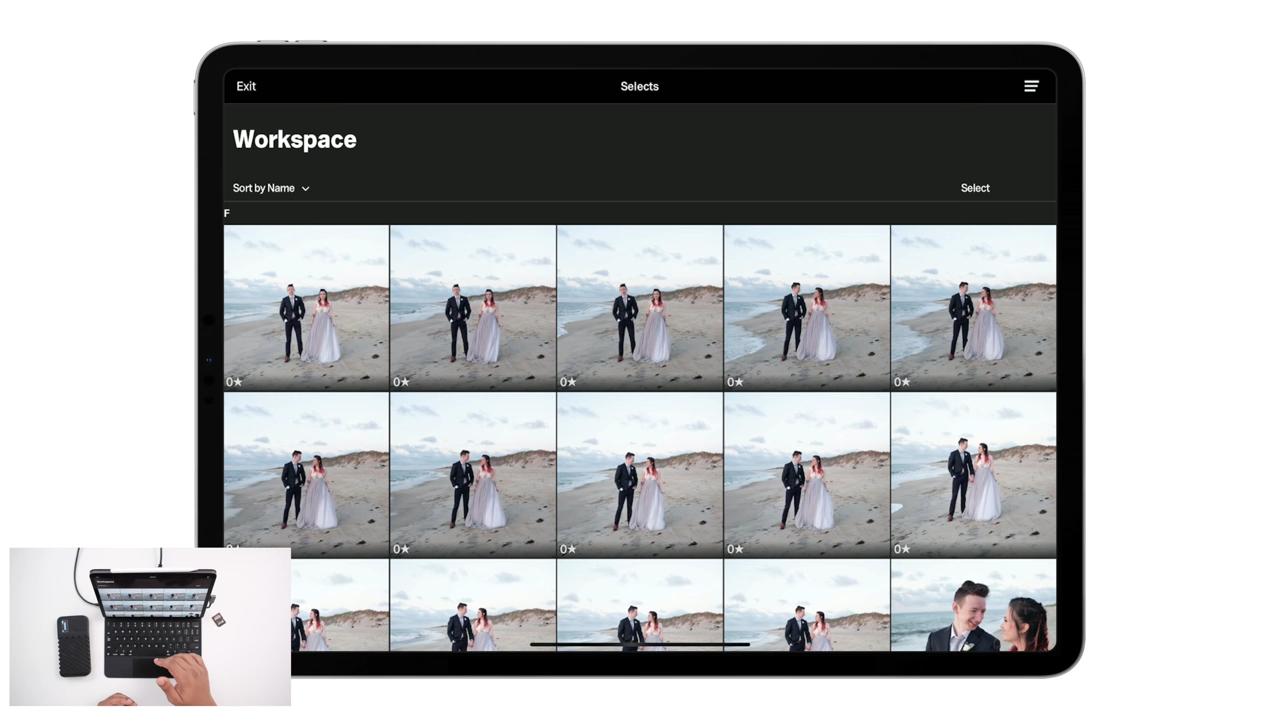 Exit
Selects
Workspace
Sort by Name
Select
F
0★
0★
0★
0★
0★
0★
0★
0★
0★